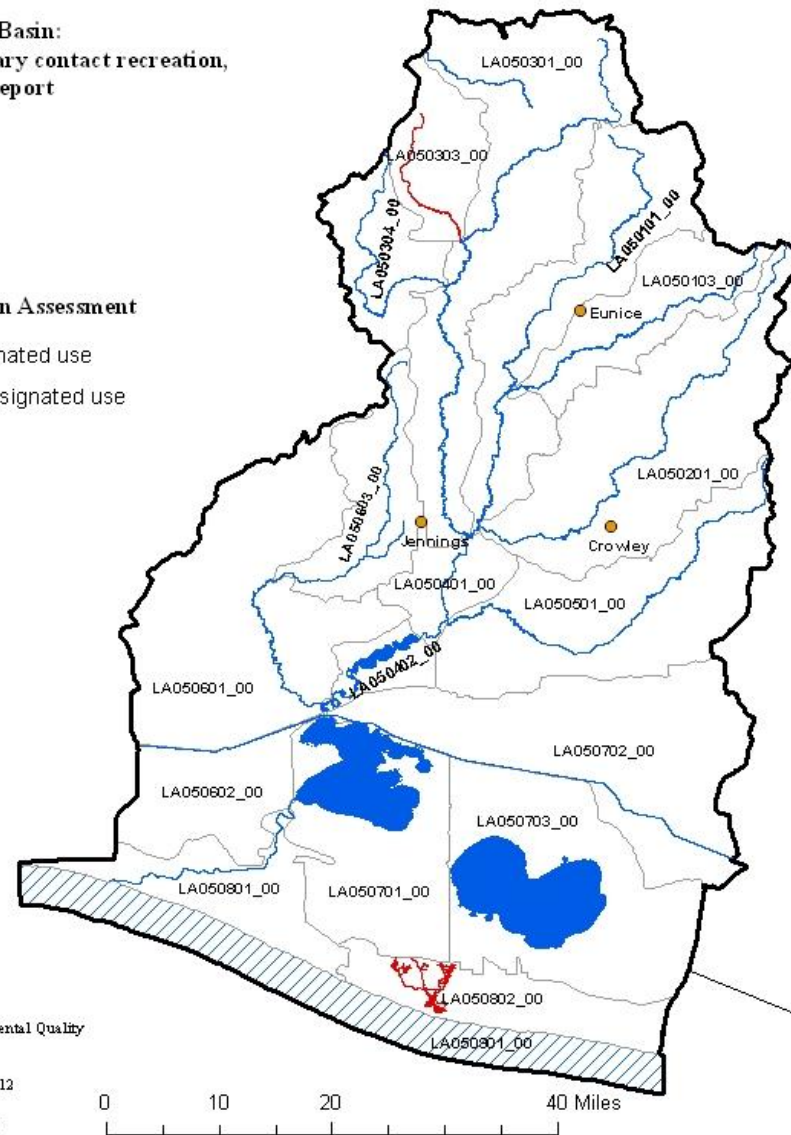 Basin:
ary contact recreation,
eport
n Assessment
nated use
signated use
LA050301_00
LA050303_00
LA050304_00
LA050101_00
LA050103_00
Eunice
LA050201_00
LA050603_00
Jennings
Crowley
LA050401_00
LA050501_00
LA050402_00
LA050601_00
LA050702_00
LA050602_00
LA050703_00
LA050801_00
LA050701_00
LA050802_00
LA050901_00
ental Quality
12
0 10 20 40 Miles